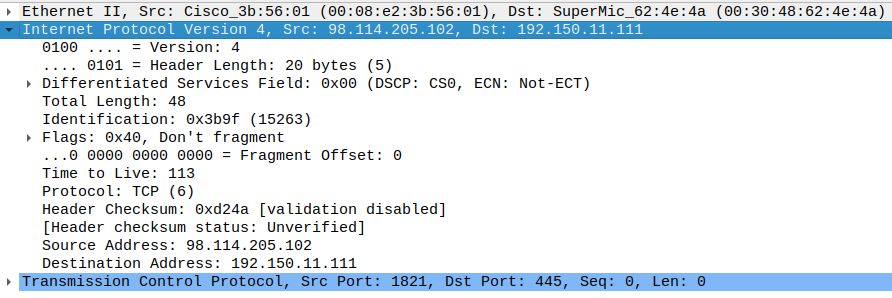 Ethernet II, Src: Cisco_3b:56:01 (00:08:e2:3b:56:01), Dst: SuperMic_62:4e:4a (00:30:48:62:4e:4a)
Internet Protocol Version 4, Src: 98.114.205.102, Dst: 192.150.11.111
0100 .... = Version: 4
.... 0101 = Header Length: 20 bytes (5)
Differentiated Services Field: 0x00 (DSCP: CS0, ECN: Not-ECT)
Total Length: 48
Identification: 0x3b9f (15263)
Flags: 0x40, Don't fragment
...0 0000 0000 0000 = Fragment Offset: 0
Time to Live: 113
Protocol: TCP (6)
Header Checksum: 0xd24a [validation disabled]
[Header checksum status: Unverified]
Source Address: 98.114.205.102
Destination Address: 192.150.11.111
Transmission Control Protocol, Src Port: 1821, Dst Port: 445, Seq: 0, Len: 0